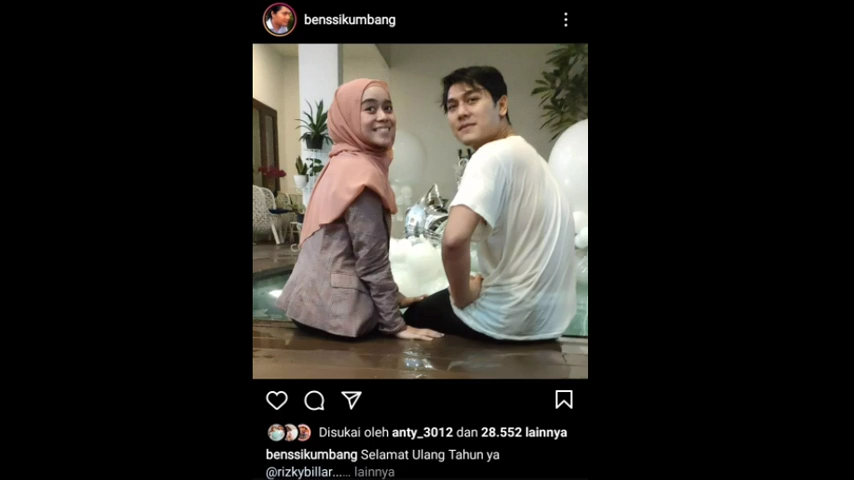 benssikumbang
Disukai oleh anty_3012 dan 28.552 lainnya
benssikumbang Selamat Ulang Tahun ya
@rizkybillar...... lainnya